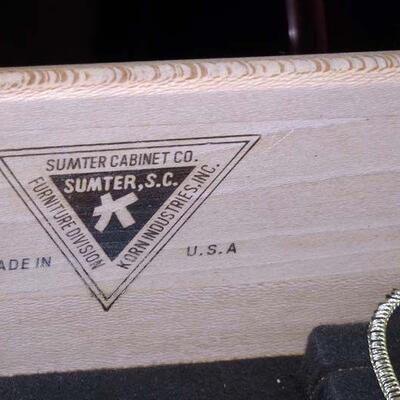 SUMTER CABINET CO.
SUMTER, S.C.
FURNITURE DIVISION
KORN INDUSTRIES, INC.
ADE IN
U.S.A